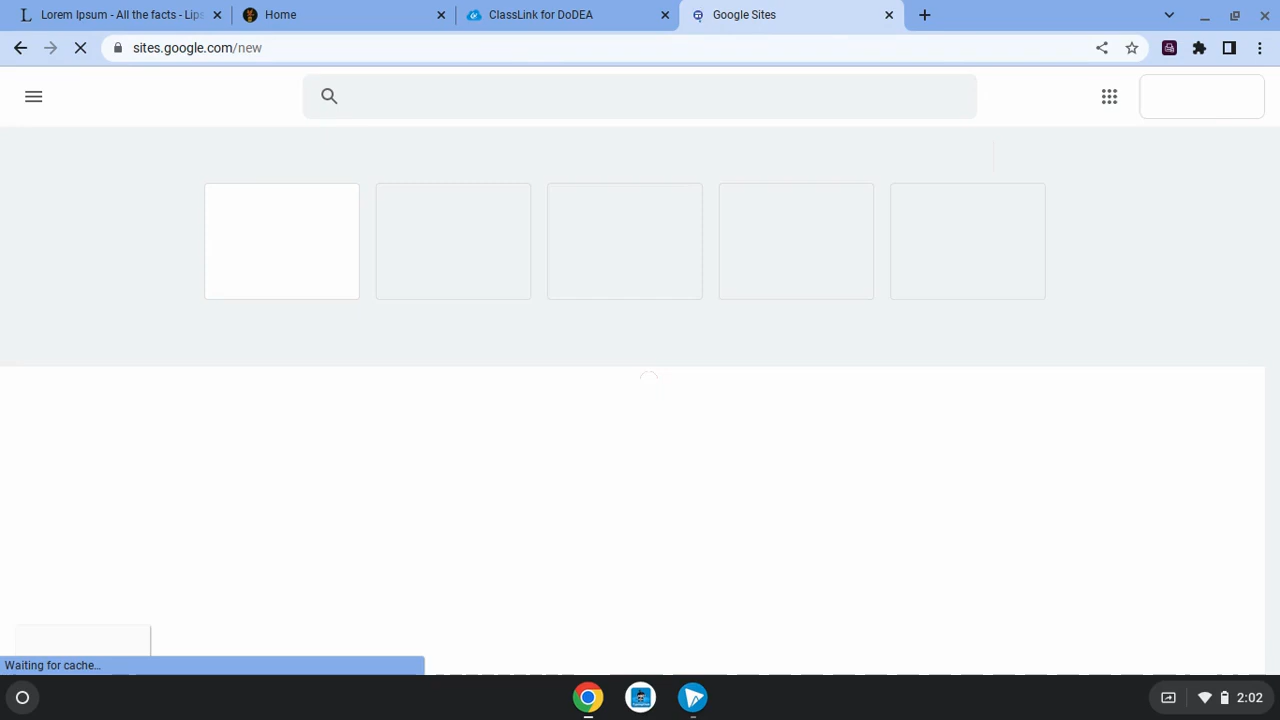 Lorem Ipsum - All the facts - Lips
Home
ClassLink for DoDEA
Google Sites
sites.google.com/new
Waiting for cache...
2:02